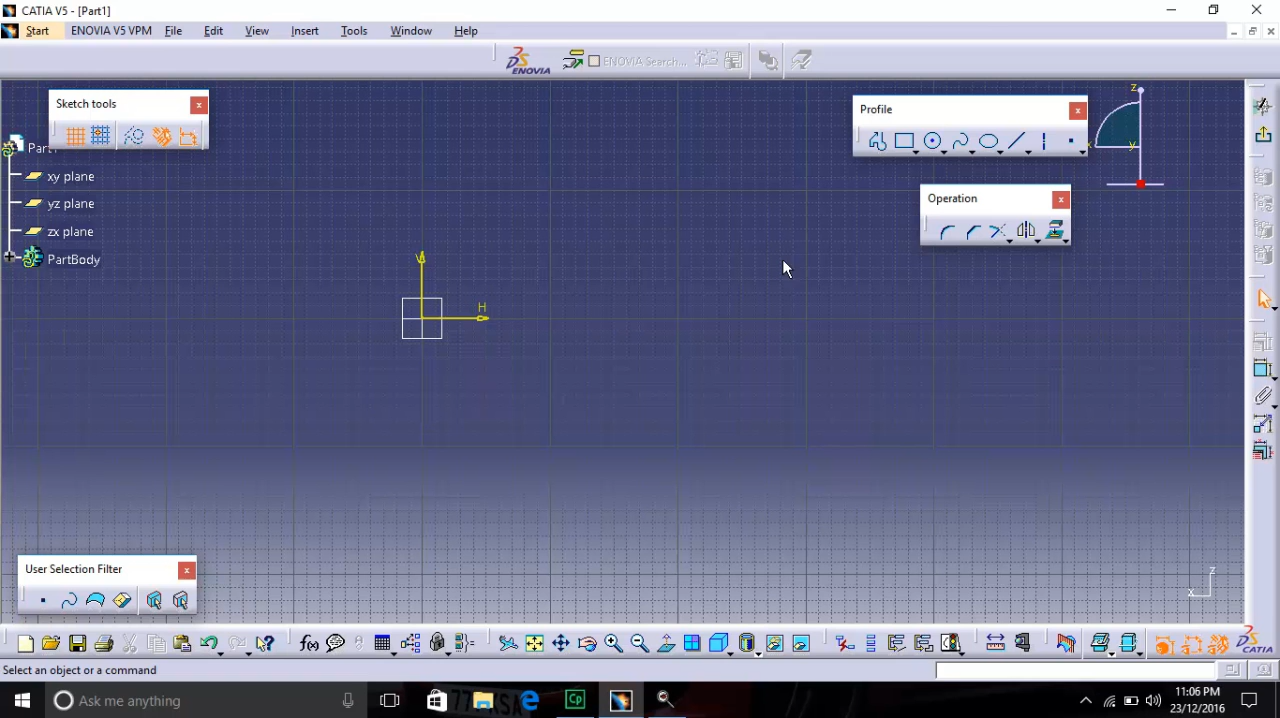 CATIA V5 - [Part1]
Start ENOVIA V5 VPM File Edit View Insert Tools Window Help
ENOVIA
ENOVIA Search...
Sketch tools
Profile
Operation
xy plane
yz plane
zx plane
PartBody
V
H
z
y
x
User Selection Filter
z
x
f(x)
CATIA
Select an object or a command
Ask me anything
Cp
11:06 PM
23/12/2016